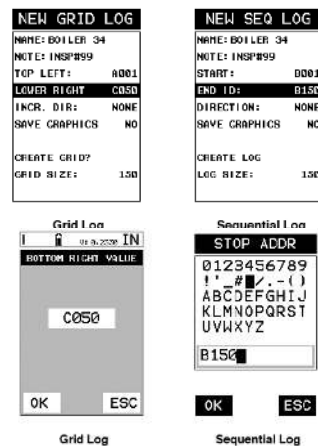 NEW GRID LOG
NAME: BOILER 34
NOTE: INSP#99
TOP LEFT: A001
LOWER RIGHT C050
INCR. DIR: NONE
SAVE GRAPHICS NO
CREATE GRID?
GRID SIZE: 150
Grid Log
NEW SEQ LOG
NAME: BOILER 34
NOTE: INSP#99
START: B001
END ID: B150
DIRECTION: NONE
SAVE GRAPHICS NO
CREATE LOG
LOG SIZE: 150
Sequential Log
IN
BOTTOM RIGHT VALUE
C050
OK ESC
Grid Log
STOP ADDR
0123456789
ABCDEFGHIJ
KLMNOPQRST
UVWXYZ
B150
OK ESC
Sequential Log